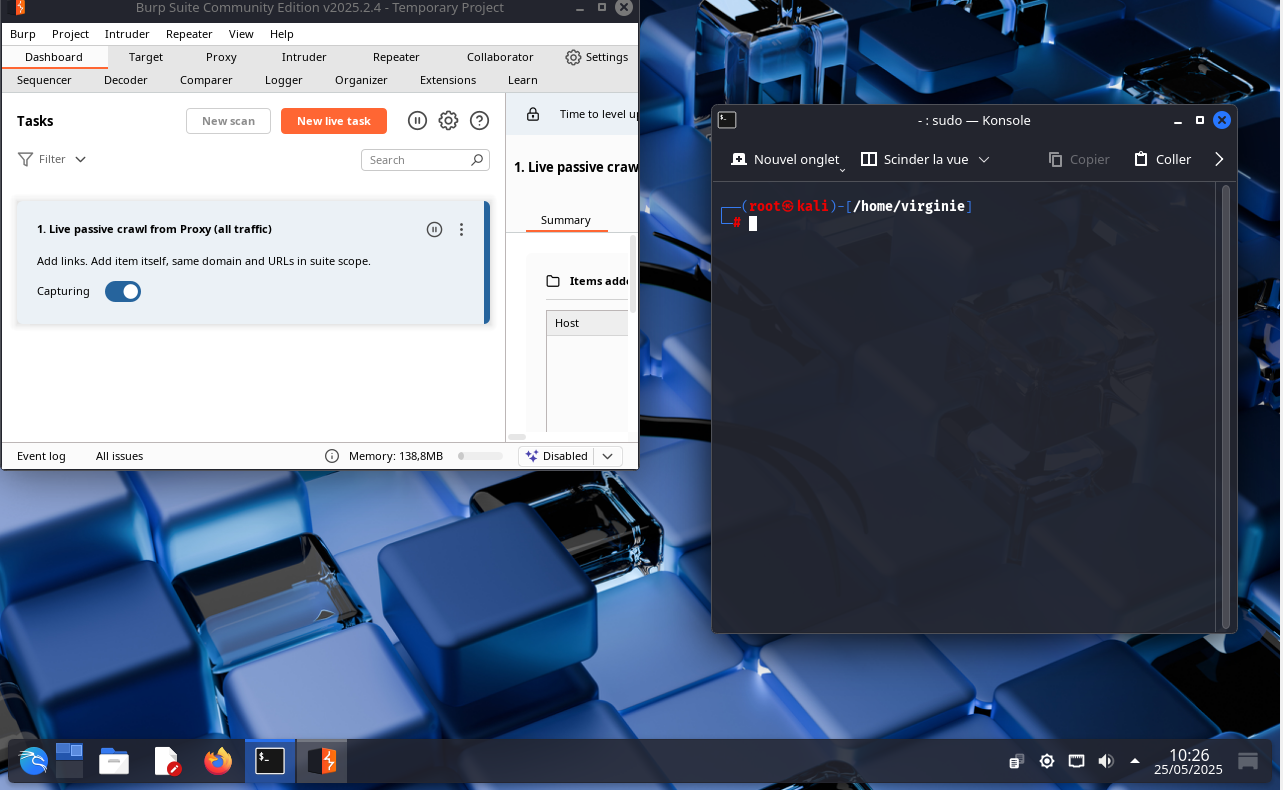 Burp Suite Community Edition v2025.2.4 - Temporary Project
Burp Project Intruder Repeater View Help
Dashboard Target Proxy Intruder Repeater Collaborator Settings
Sequencer Decoder Comparer Logger Organizer Extensions Learn
Tasks New scan New live task
Filter Search
1. Live passive crawl from Proxy (all traffic)
Add links. Add item itself, same domain and URLs in suite scope.
Capturing
Time to level up
1. Live passive craw
Summary
Items adde
Host
Event log All issues Memory: 138,8MB Disabled
- : sudo — Konsole
Nouvel onglet Scinder la vue Copier Coller
┌──(root㉿kali)-[/home/virginie]
└─#
10:26
25/05/2025